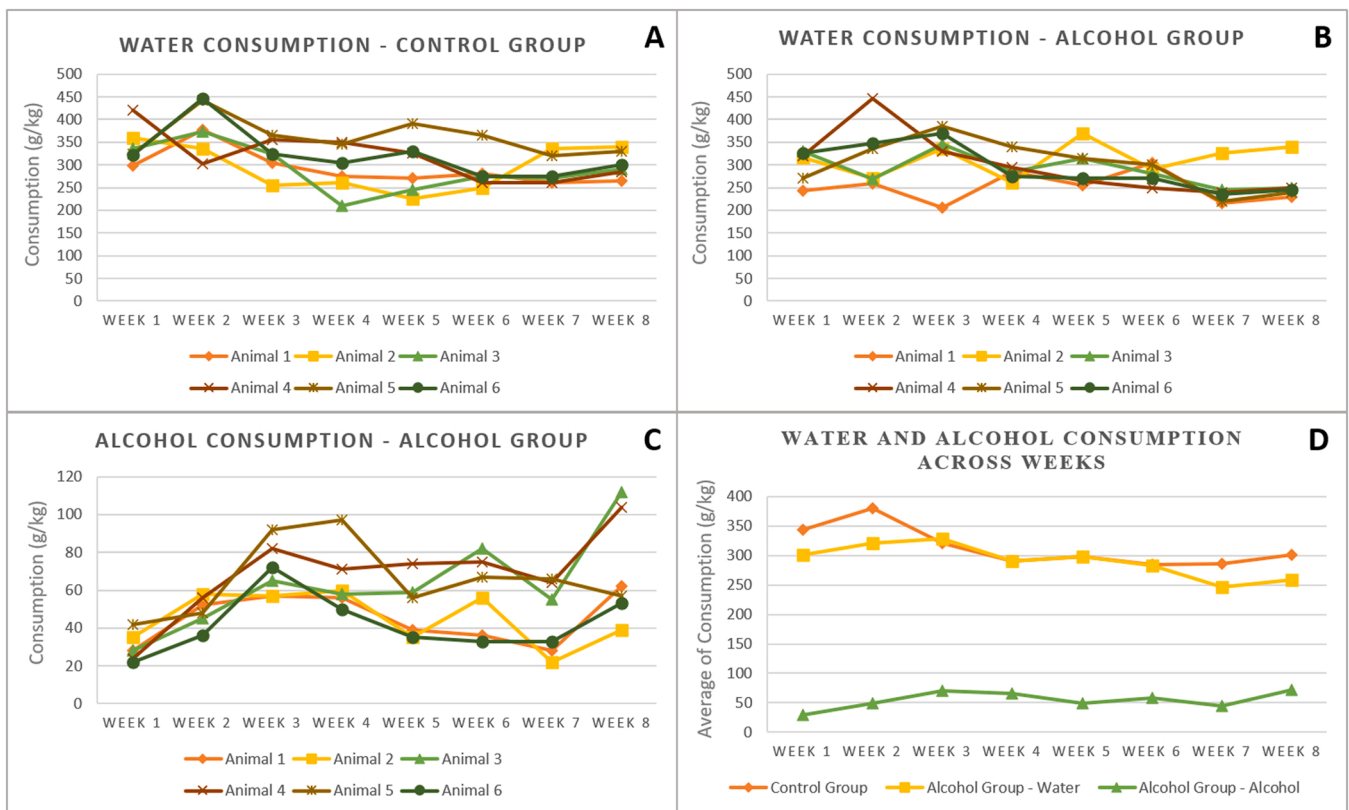 WATER CONSUMPTION - CONTROL GROUP
A
Consumption (g/kg)
500
450
400
350
300
250
200
150
100
50
0
WEEK 1 WEEK 2 WEEK 3 WEEK 4 WEEK 5 WEEK 6 WEEK 7 WEEK 8
Animal 1 Animal 2 Animal 3
Animal 4 Animal 5 Animal 6
WATER CONSUMPTION - ALCOHOL GROUP
B
Consumption (g/kg)
500
450
400
350
300
250
200
150
100
50
0
WEEK 1 WEEK 2 WEEK 3 WEEK 4 WEEK 5 WEEK 6 WEEK 7 WEEK 8
Animal 1 Animal 2 Animal 3
Animal 4 Animal 5 Animal 6
ALCOHOL CONSUMPTION - ALCOHOL GROUP
C
Consumption (g/kg)
120
100
80
60
40
20
0
WEEK 1 WEEK 2 WEEK 3 WEEK 4 WEEK 5 WEEK 6 WEEK 7 WEEK 8
Animal 1 Animal 2 Animal 3
Animal 4 Animal 5 Animal 6
WATER AND ALCOHOL CONSUMPTION
ACROSS WEEKS
D
Average of Consumption (g/kg)
400
350
300
250
200
150
100
50
0
WEEK 1 WEEK 2 WEEK 3 WEEK 4 WEEK 5 WEEK 6 WEEK 7 WEEK 8
Control Group Alcohol Group - Water Alcohol Group - Alcohol